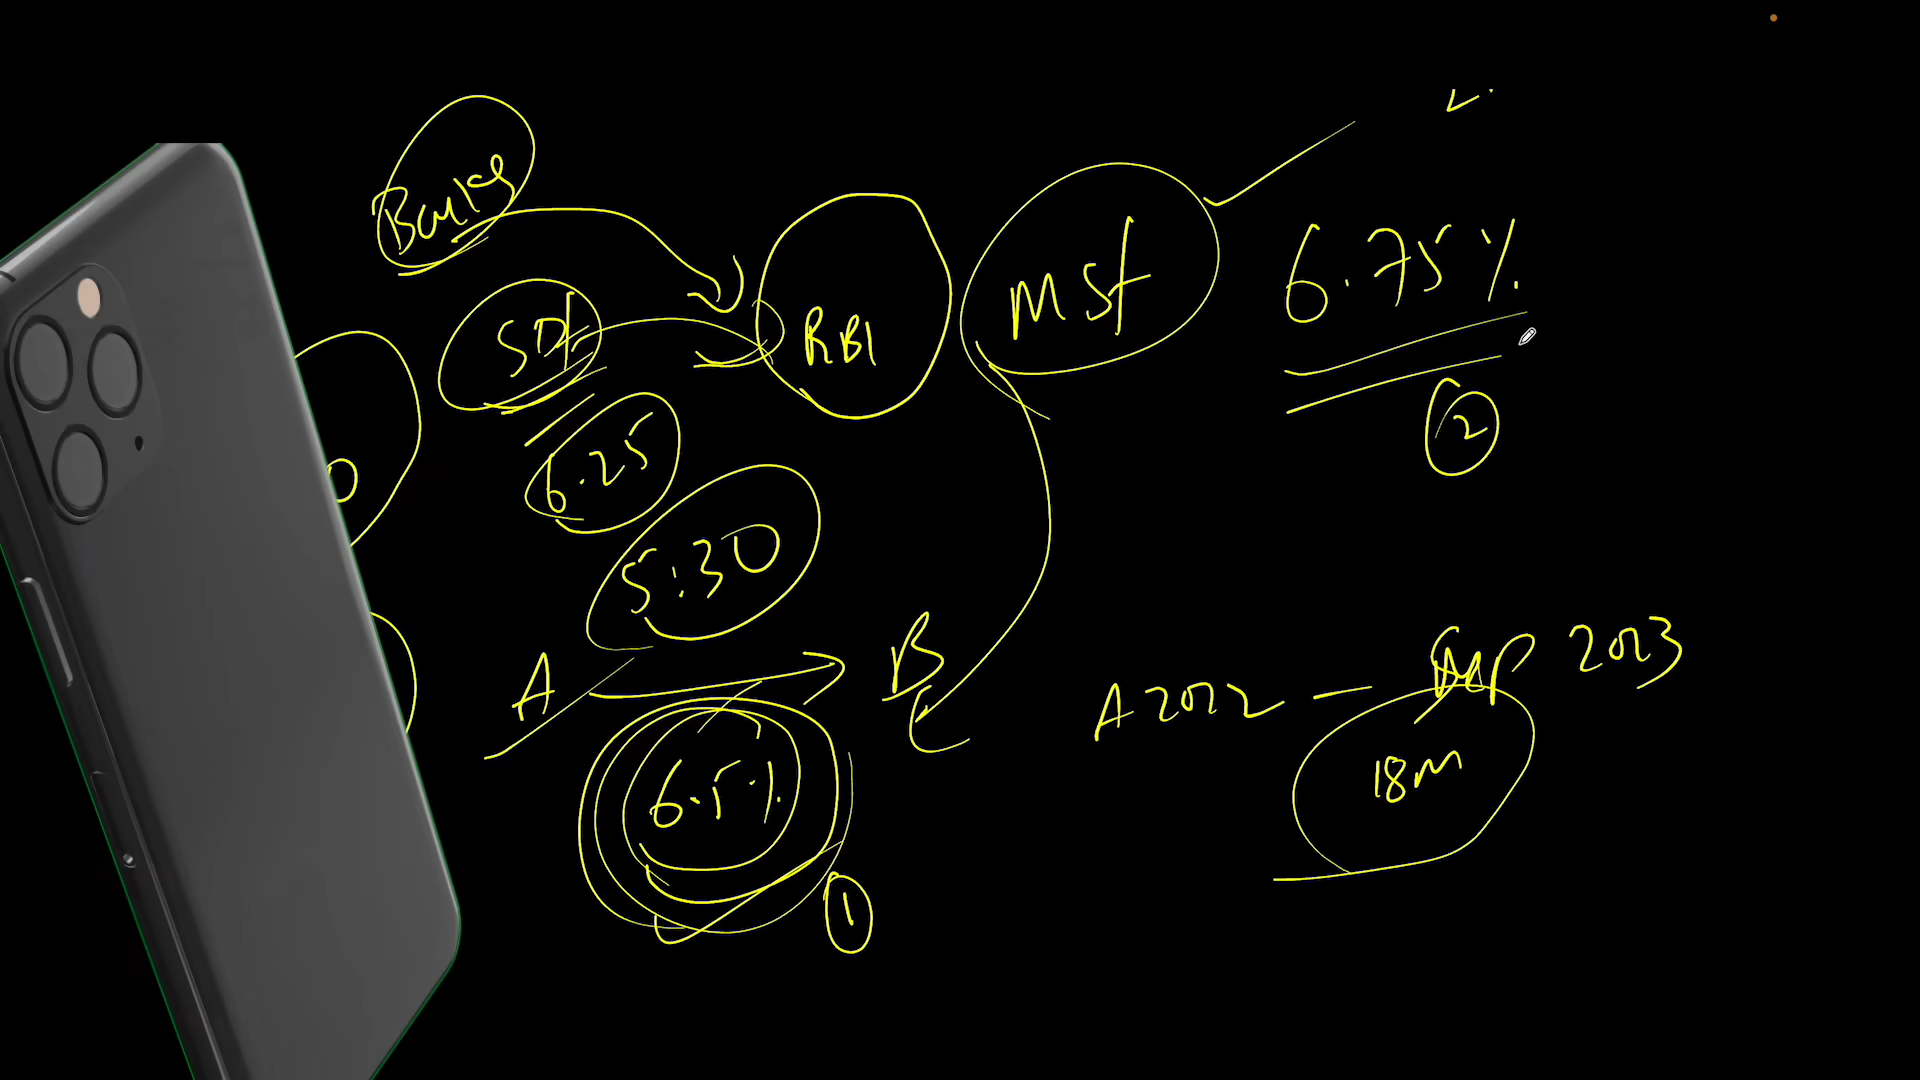 Banks
SDf
RBI
MSf
6.75%
2
6.25
5:30
A
B
6.5%
1
A 2022 - Sep 2023
18m